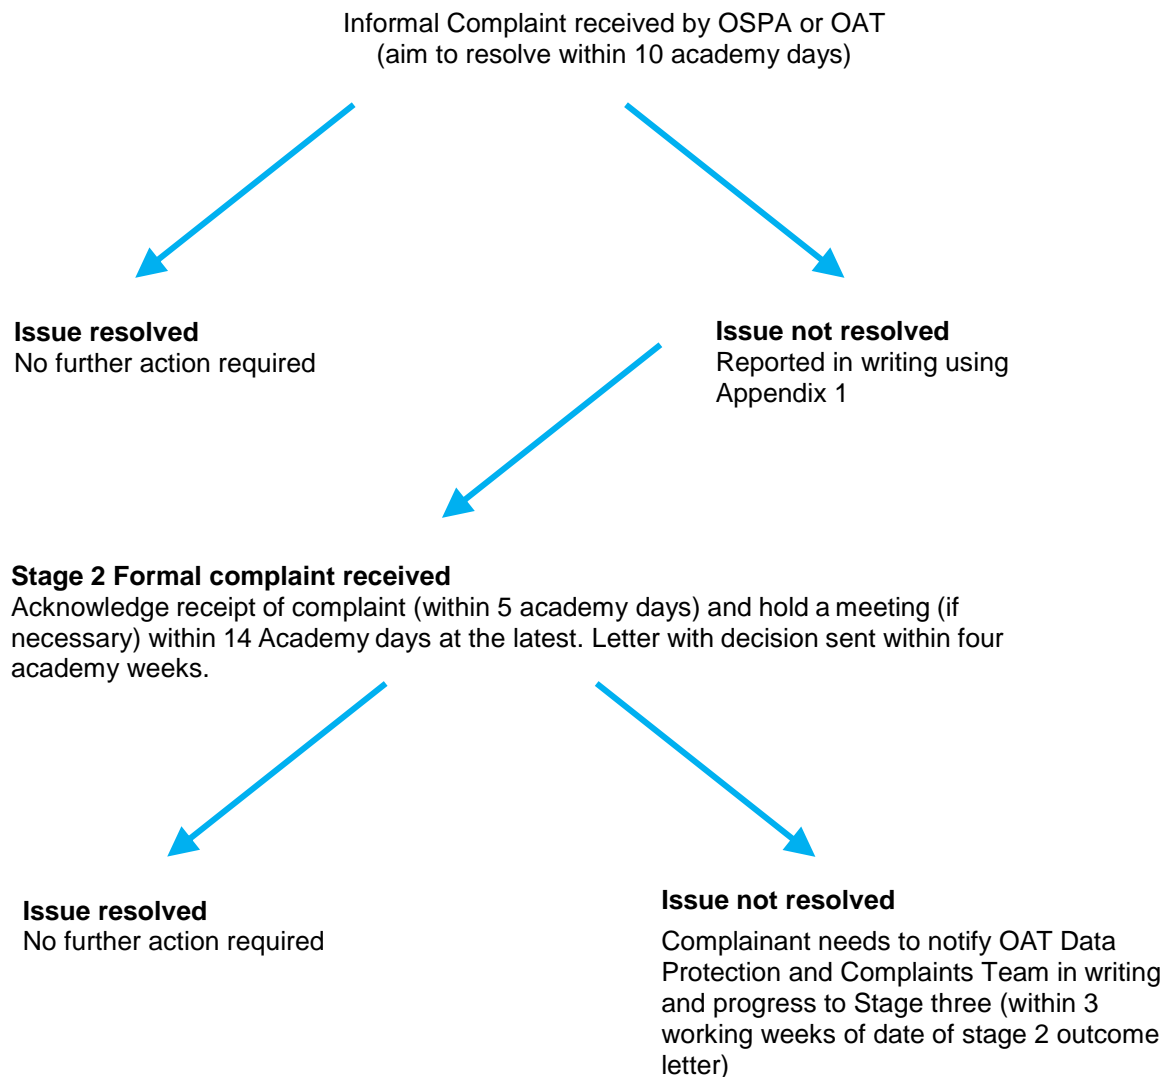 Informal Complaint received by OSPA or OAT
(aim to resolve within 10 academy days)
Issue resolved
No further action required
Issue not resolved
Reported in writing using
Appendix 1
Stage 2 Formal complaint received
Acknowledge receipt of complaint (within 5 academy days) and hold a meeting (if
necessary) within 14 Academy days at the latest. Letter with decision sent within four
academy weeks.
Issue resolved
No further action required
Issue not resolved
Complainant needs to notify OAT Data
Protection and Complaints Team in writing
and progress to Stage three (within 3
working weeks of date of stage 2 outcome
letter)